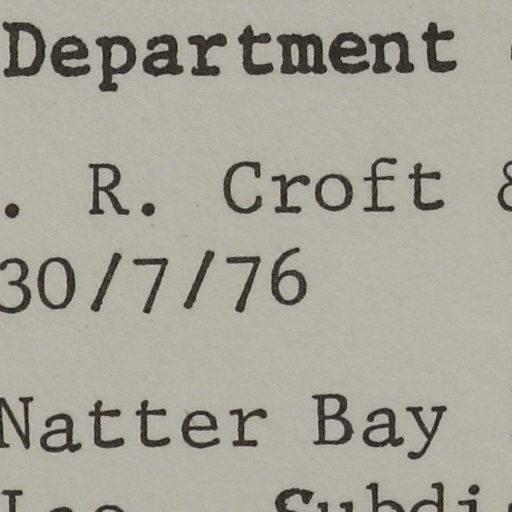 Department
. R. Croft &
30/7/76
Natter Bay